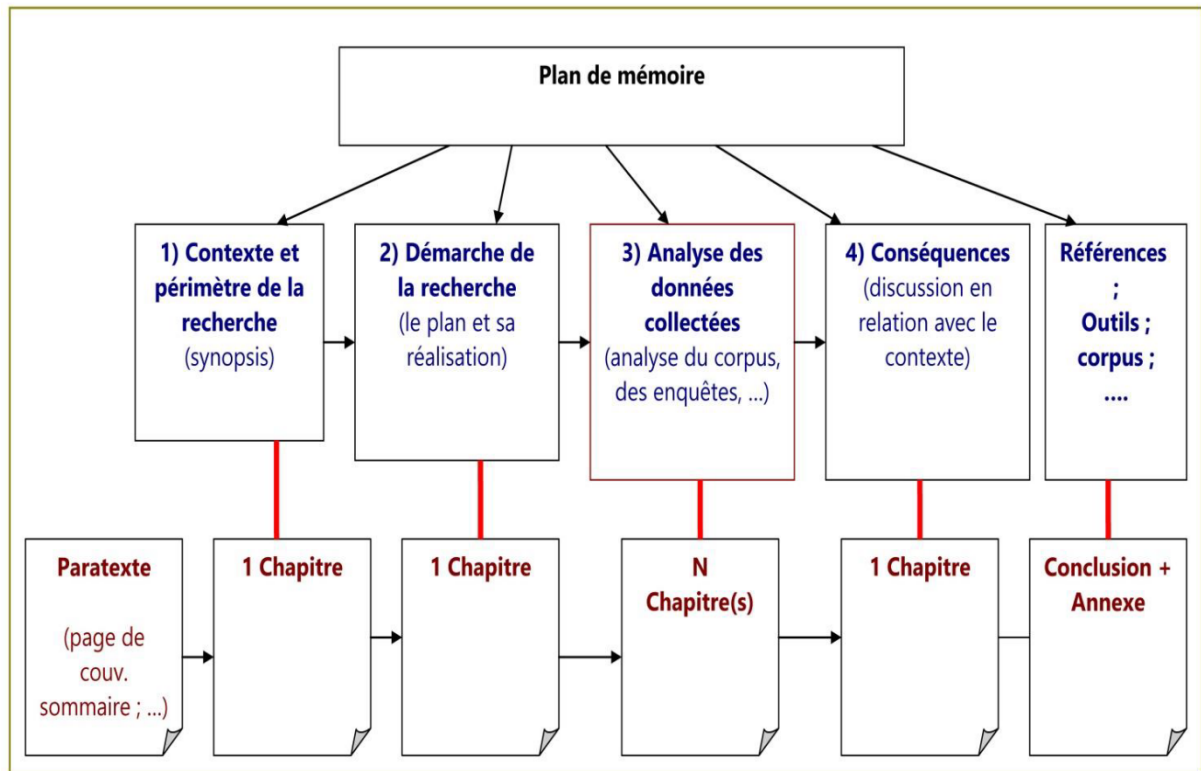 Plan de mémoire
1) Contexte et
périmètre de la
recherche
(synopsis)
2) Démarche de
la recherche
(le plan et sa
réalisation)
3) Analyse des
données
collectées
(analyse du corpus,
des enquêtes, ...)
4) Conséquences
(discussion en
relation avec le
contexte)
Références
;
Outils ;
corpus ;
....
Paratexte
(page de
couv.
sommaire ; ...)
1 Chapitre
1 Chapitre
N
Chapitre(s)
1 Chapitre
Conclusion +
Annexe